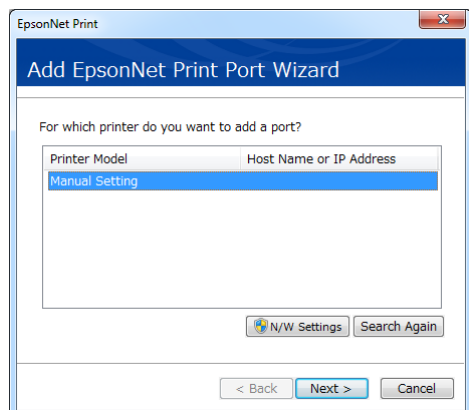 EpsonNet Print
Add EpsonNet Print Port Wizard
For which printer do you want to add a port?
Printer Model Host Name or IP Address
Manual Setting
N/W Settings Search Again
< Back Next > Cancel